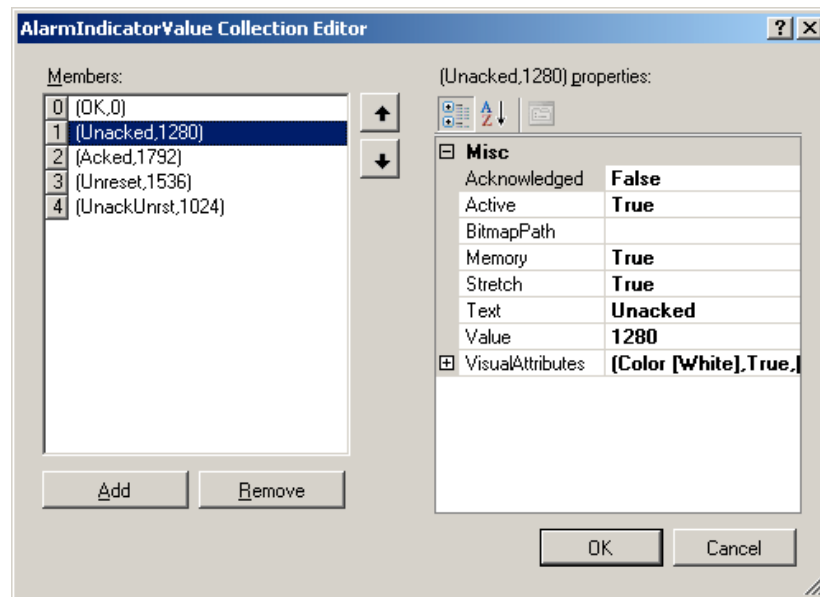 AlarmIndicatorValue Collection Editor
Members:
0 (OK,0)
1 (Unacked,1280)
2 (Acked,1792)
3 (Unreset,1536)
4 (UnackUnrst,1024)
Add
Remove
(Unacked,1280) properties:
Misc
Acknowledged False
Active True
BitmapPath
Memory True
Stretch True
Text Unacked
Value 1280
VisualAttributes (Color [White],True,
OK
Cancel